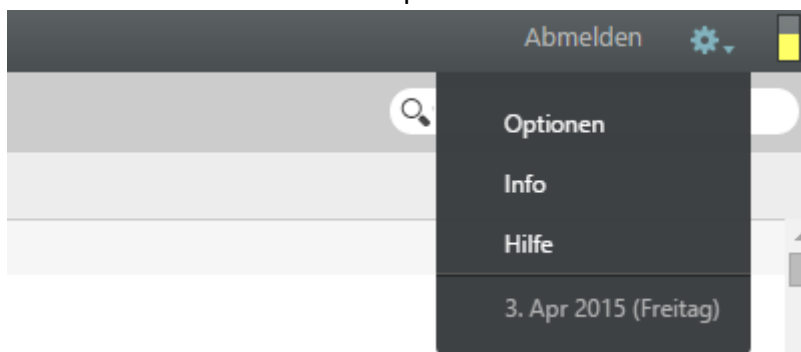 Abmelden
Optionen
Info
Hilfe
3. Apr 2015 (Freitag)